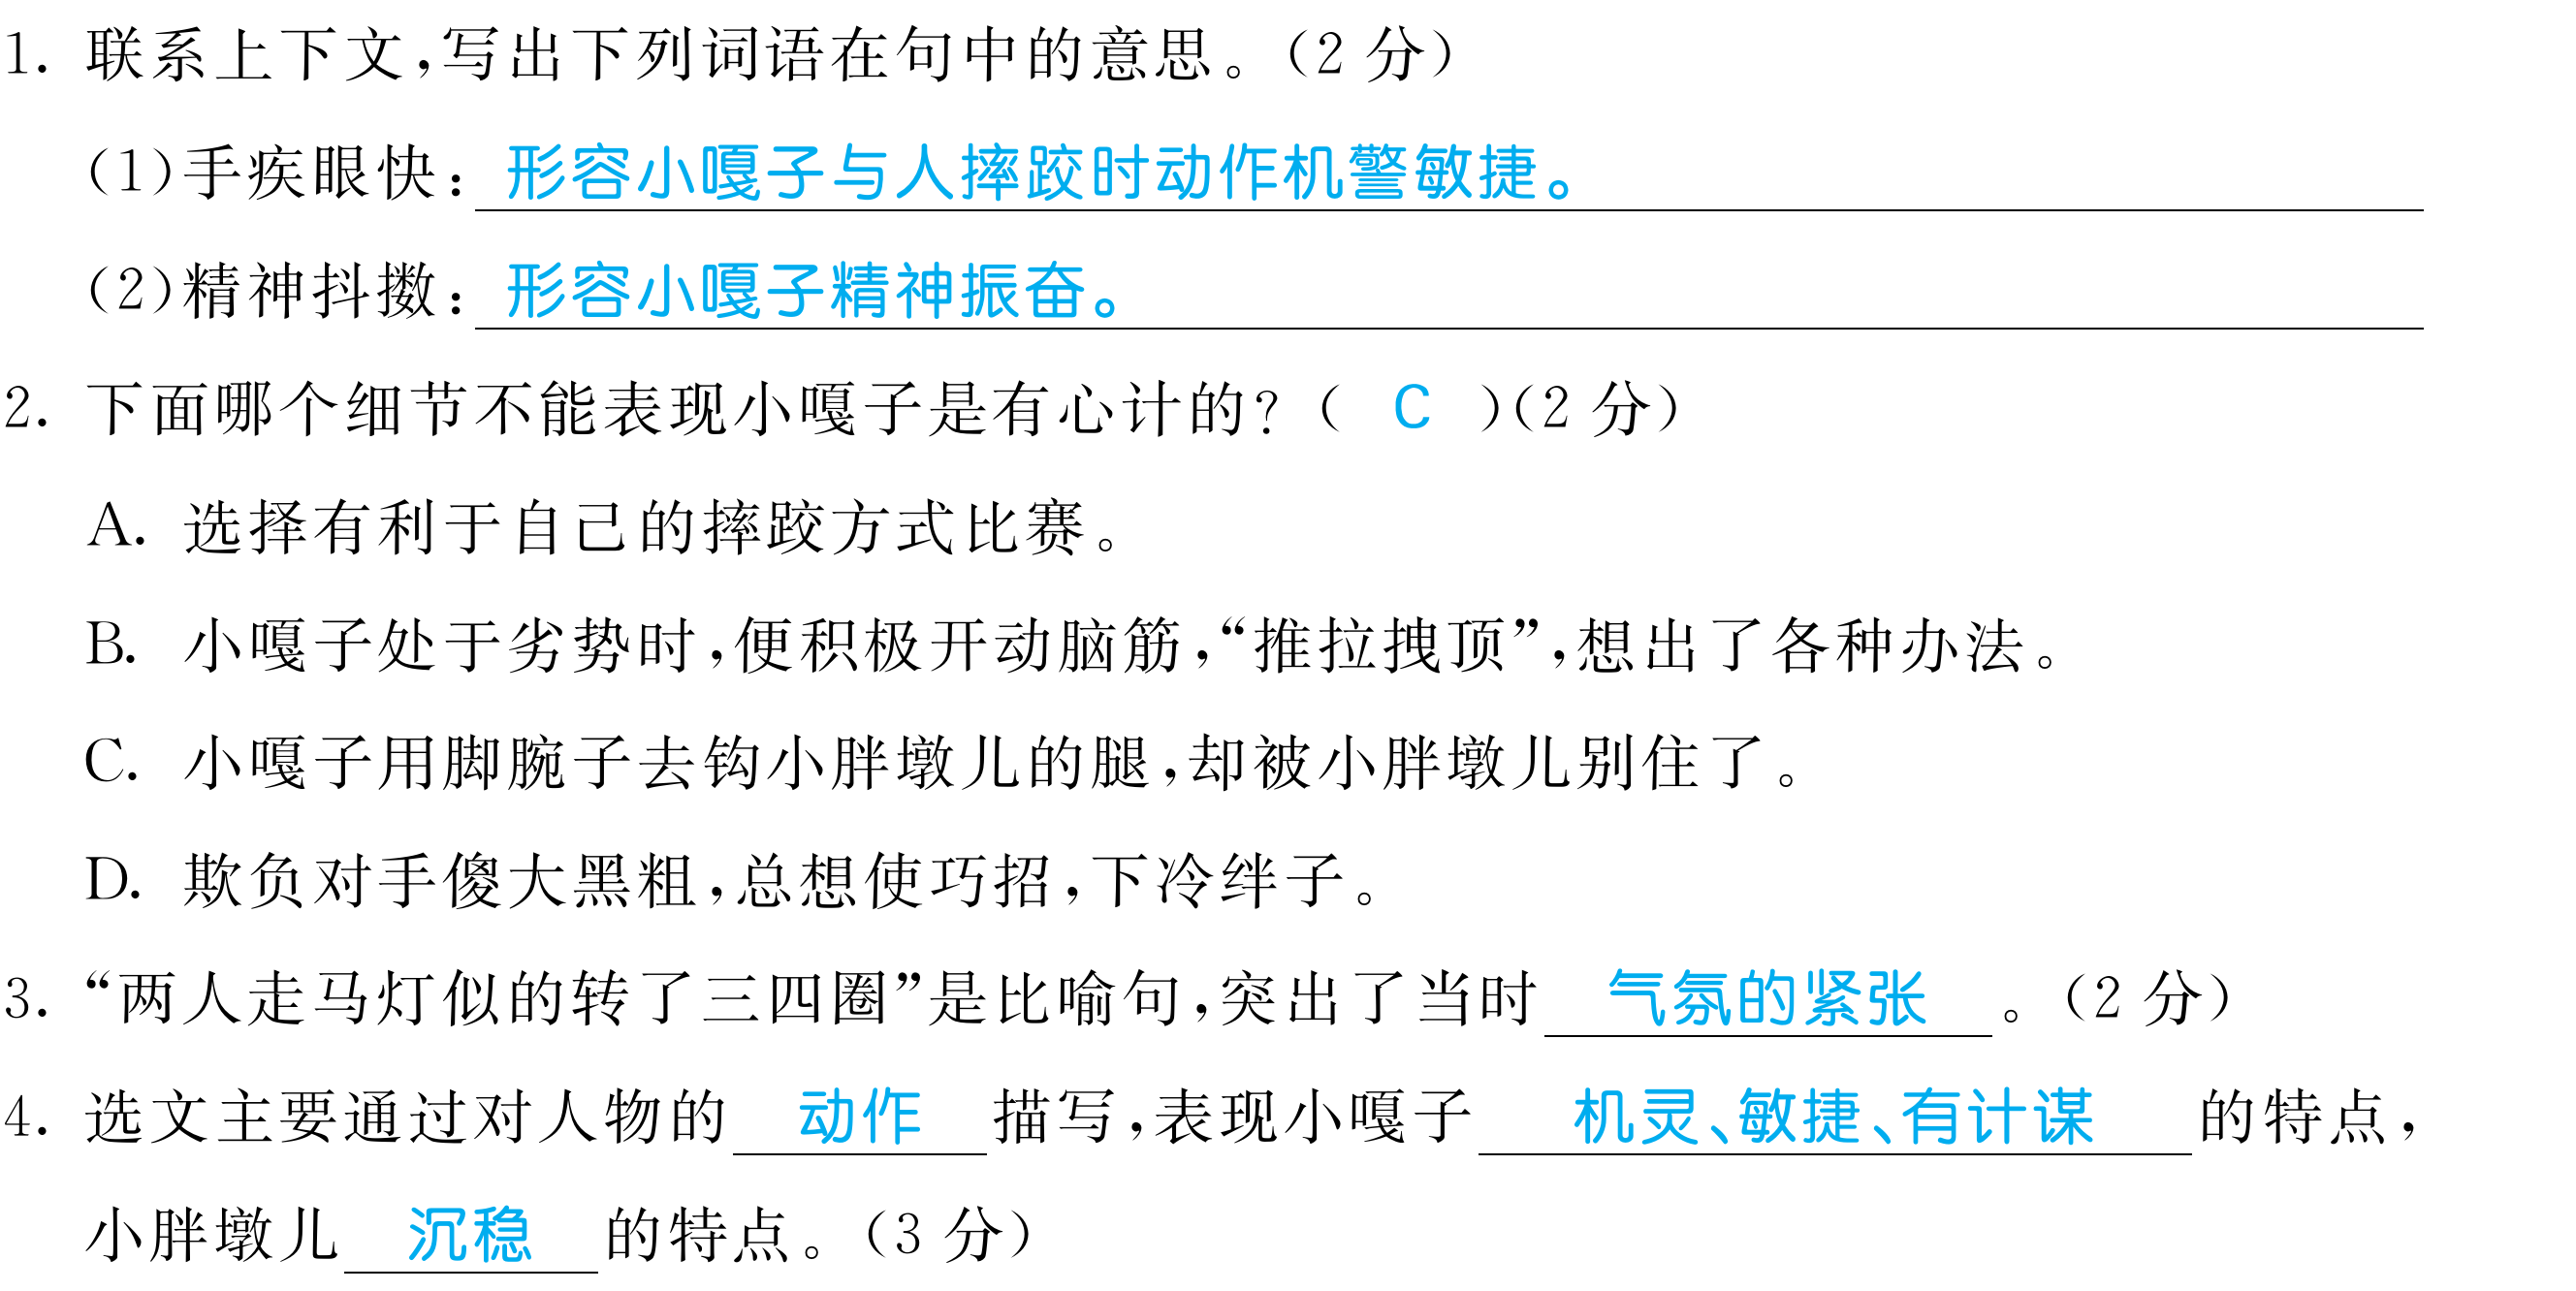 1. 联系上下文,写出下列词语在句中的意思。(2 分)
(1)手疾眼快:形容小嘎子与人摔跤时动作机警敏捷。
(2)精神抖擞:形容小嘎子精神振奋。
2. 下面哪个细节不能表现小嘎子是有心计的?( C )(2 分)
A. 选择有利于自己的摔跤方式比赛。
B. 小嘎子处于劣势时,便积极开动脑筋,“推拉拽顶”,想出了各种办法。
C. 小嘎子用脚腕子去钩小胖墩儿的腿,却被小胖墩儿别住了。
D. 欺负对手傻大黑粗,总想使巧招,下冷绊子。
3. “两人走马灯似的转了三四圈”是比喻句,突出了当时 气氛的紧张 。(2 分)
4. 选文主要通过对人物的 动作 描写,表现小嘎子 机灵、敏捷、有计谋 的特点,
小胖墩儿 沉稳 的特点。(3 分)